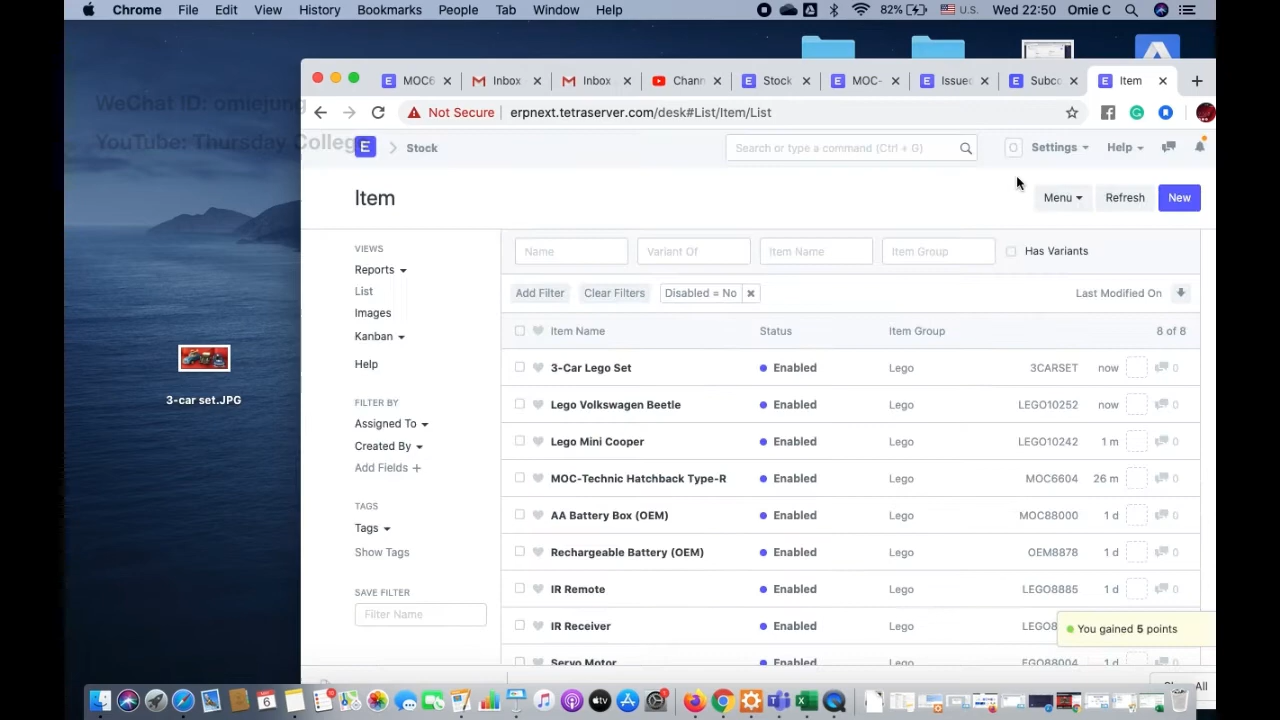 Chrome File Edit View History Bookmarks People Tab Window Help 82% U.S. Wed 22:50 Omie C
MOC6 Inbox Inbox Chann Stock MOC- Issue Subco Item
Not Secure erpnext.tetraserver.com/desk#List/Item/List
WeChat ID: omiejung
YouTube: Thursday Colleg
E Stock Search or type a command (Ctrl + G) O Settings Help
Item Menu Refresh New
VIEWS
Reports
List
Images
Kanban
Help
FILTER BY
Assigned To
Created By
Add Fields +
TAGS
Tags
Show Tags
SAVE FILTER
Filter Name
Name Variant Of Item Name Item Group Has Variants
Add Filter Clear Filters Disabled = No Last Modified On
Item Name Status Item Group 8 of 8
3-Car Lego Set Enabled Lego 3CARSET now 0
Lego Volkswagen Beetle Enabled Lego LEGO10252 now 0
Lego Mini Cooper Enabled Lego LEGO10242 1 m 0
MOC-Technic Hatchback Type-R Enabled Lego MOC6604 26 m 0
AA Battery Box (OEM) Enabled Lego MOC88000 1 d 0
Rechargeable Battery (OEM) Enabled Lego OEM8878 1 d 0
IR Remote Enabled Lego LEGO8885 1 d 0
IR Receiver Enabled Lego LEGO8
Servo Motor Enabled Lego EGO88004 1 d 0
You gained 5 points
3-car set.JPG